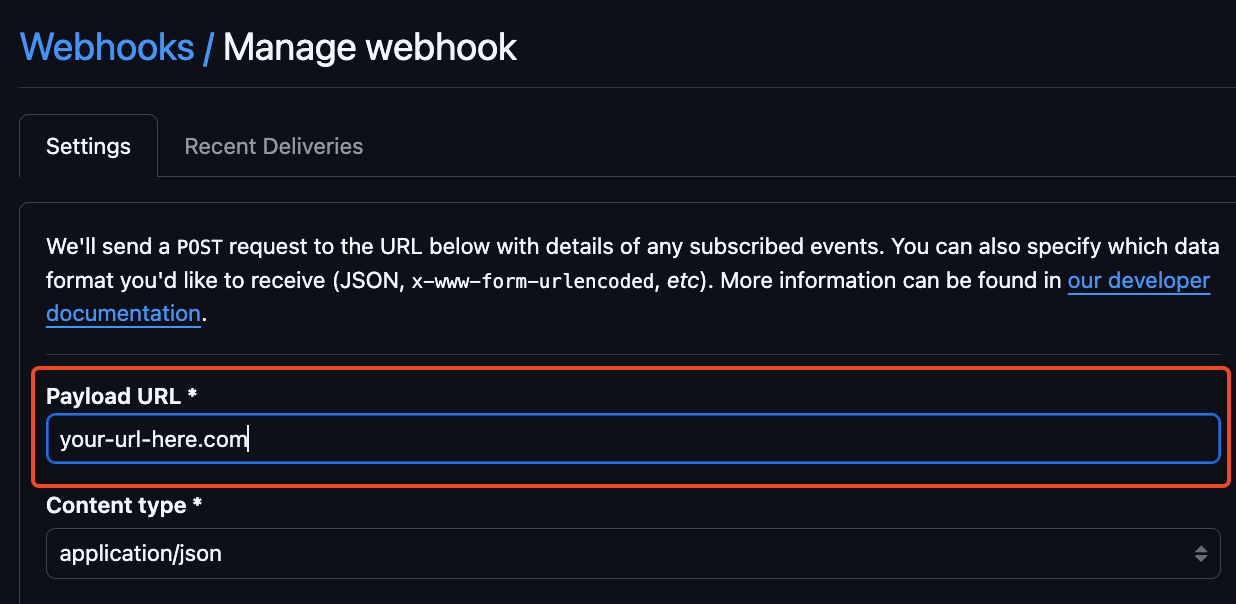 Webhooks / Manage webhook
Settings
Recent Deliveries
We'll send a POST request to the URL below with details of any subscribed events. You can also specify which data
format you'd like to receive (JSON, x-www-form-urlencoded, etc). More information can be found in our developer
documentation.
Payload URL *
your-url-here.com
Content type *
application/json